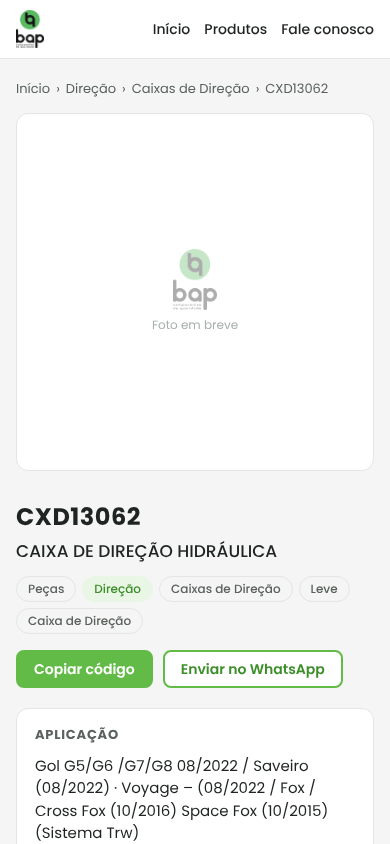 bap
Início Produtos Fale conosco
Início › Direção › Caixas de Direção › CXD13062
bap
Foto em breve
CXD13062
CAIXA DE DIREÇÃO HIDRÁULICA
Peças Direção Caixas de Direção Leve
Caixa de Direção
Copiar código Enviar no WhatsApp
APLICAÇÃO
Gol G5/G6 /G7/G8 08/2022 / Saveiro
(08/2022) · Voyage – (08/2022 / Fox /
Cross Fox (10/2016) Space Fox (10/2015)
(Sistema Trw)